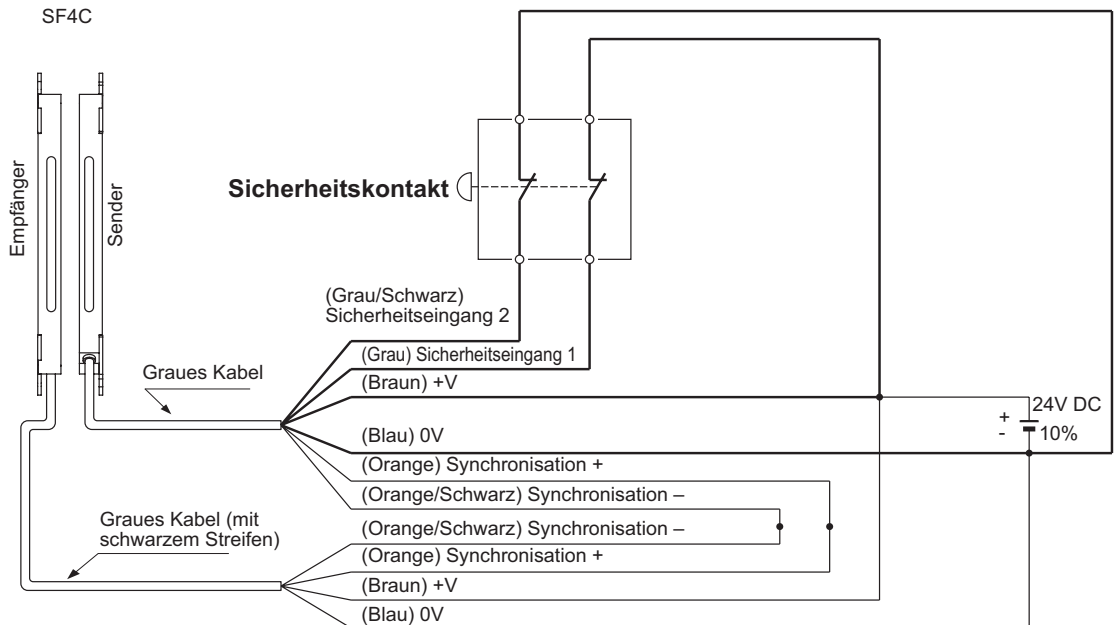 SF4C
Empfänger
Sender
Sicherheitskontakt
(Grau/Schwarz)
Sicherheitseingang 2
(Grau) Sicherheitseingang 1
Graues Kabel
(Braun) +V
24V DC
+
-
10%
(Blau) 0V
(Orange) Synchronisation +
(Orange/Schwarz) Synchronisation –
Graues Kabel (mit
schwarzem Streifen)
(Orange/Schwarz) Synchronisation –
(Orange) Synchronisation +
(Braun) +V
(Blau) 0V